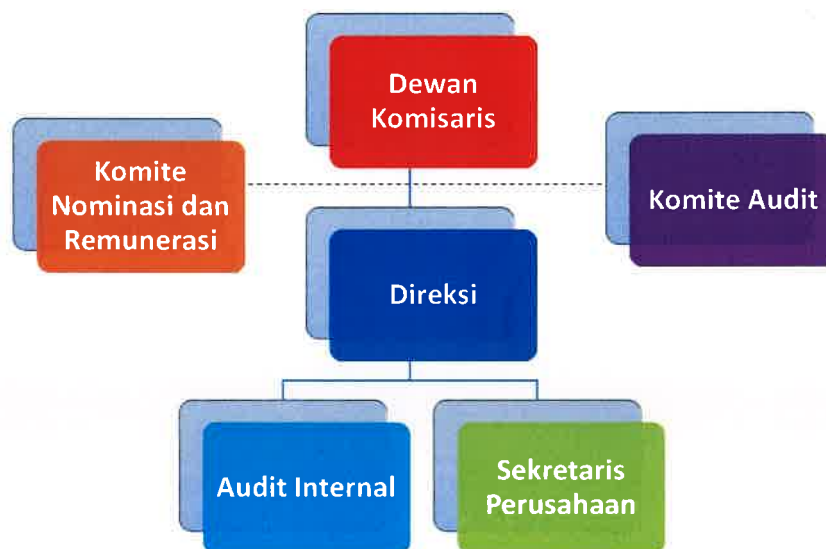 Dewan
Komisaris
Komite
Nominasi dan
Remunerasi
Komite Audit
Direksi
Audit Internal
Sekretaris
Perusahaan